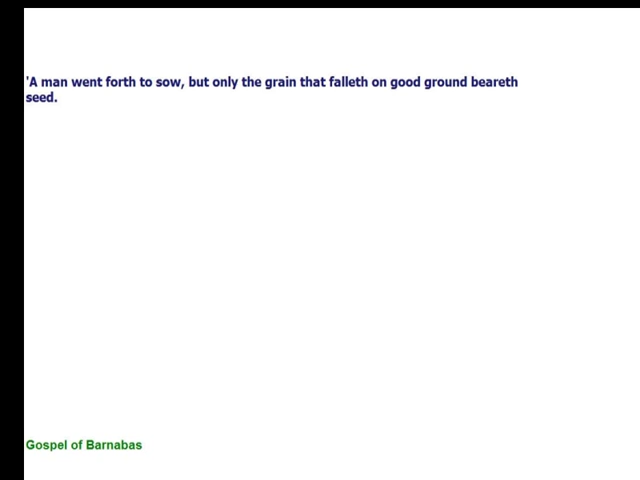 'A man went forth to sow, but only the grain that falleth on good ground beareth
seed.
Gospel of Barnabas